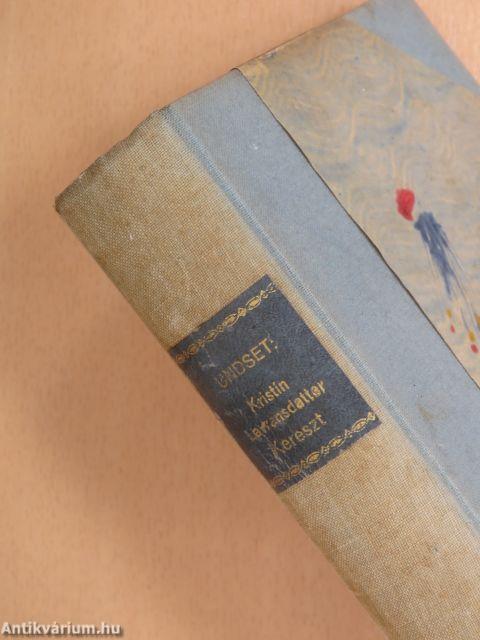 UNDSET:
Kristin
Lavransdatter
Kereszt
Antikvárium.hu